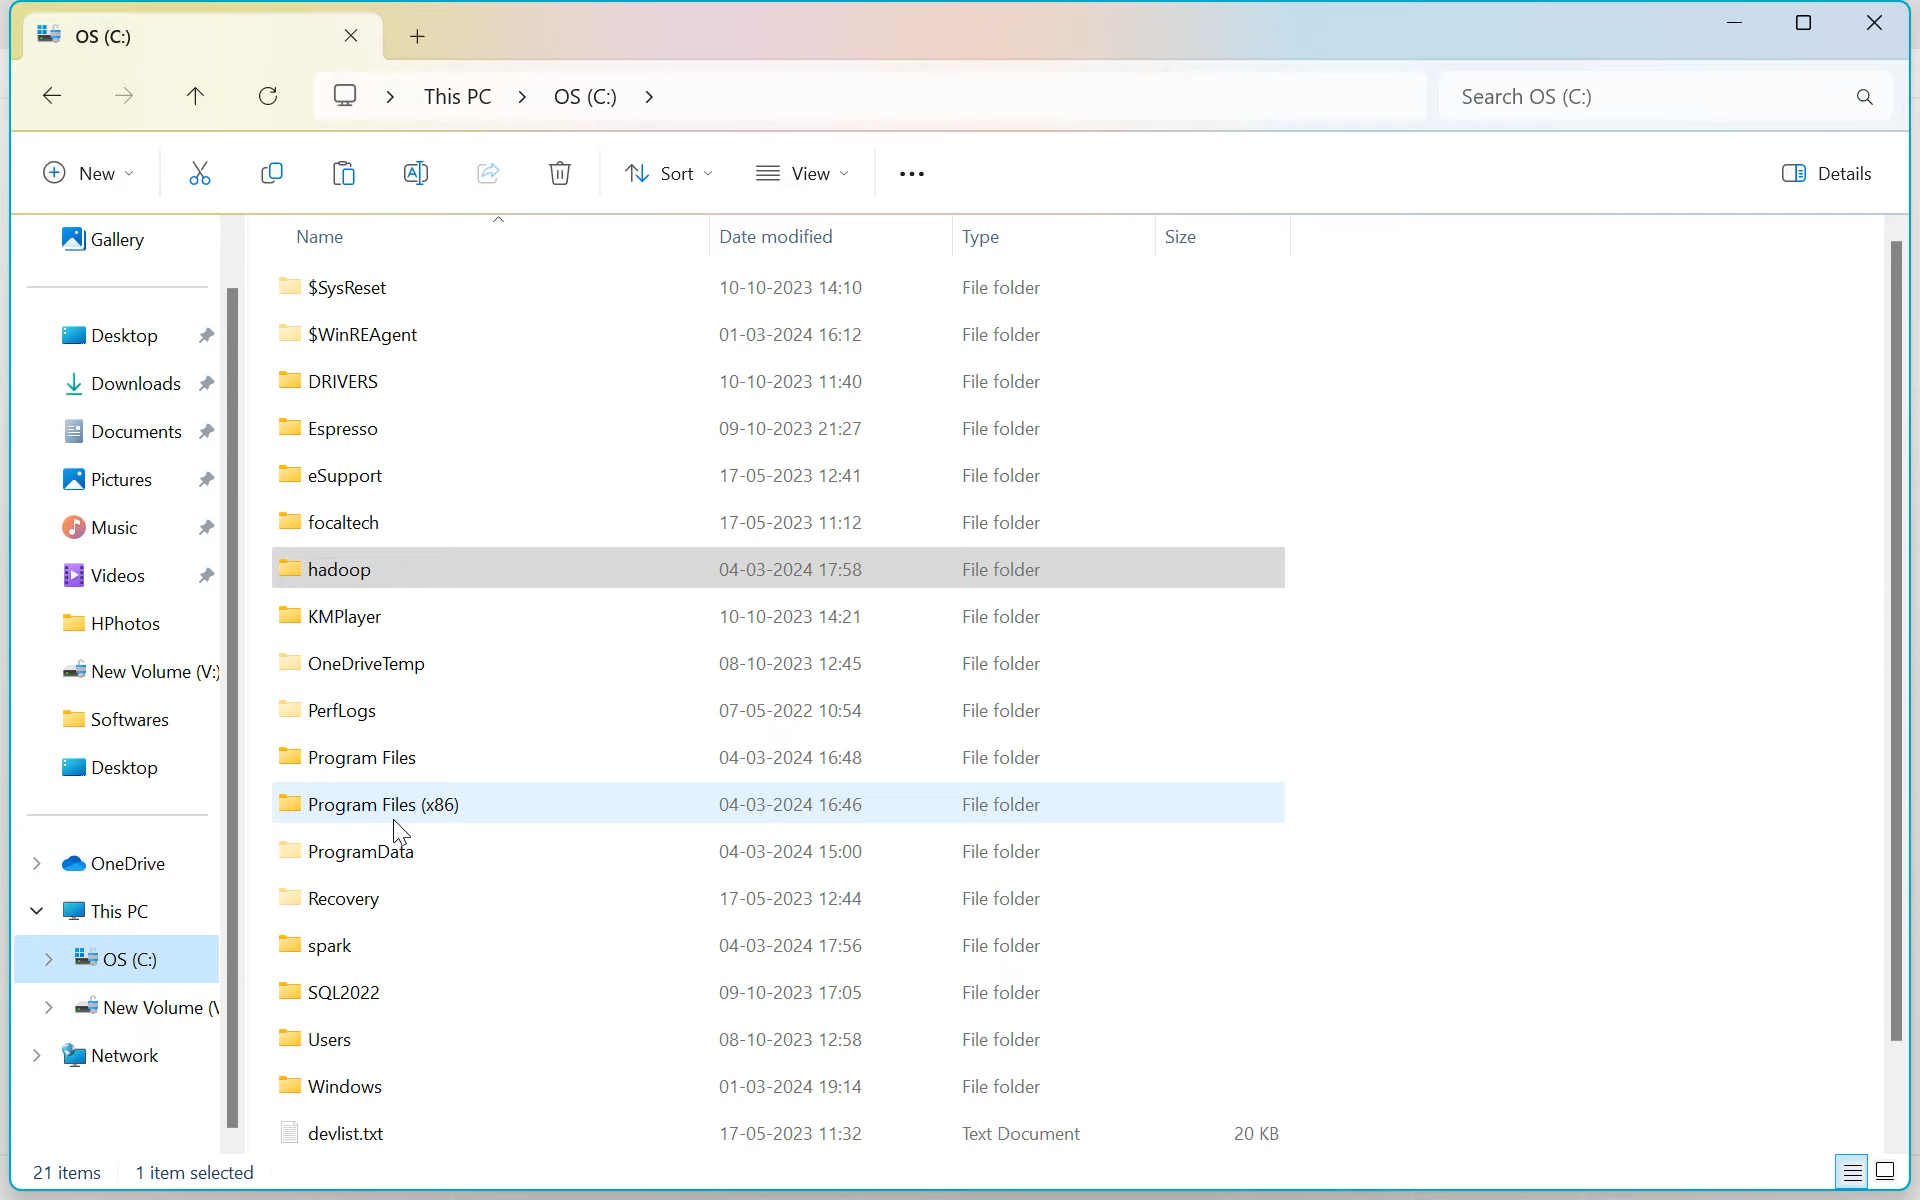 OS (C:)
This PC > OS (C:) >
Search OS (C:)
New
Sort
View
Details
Gallery
Desktop
Downloads
Documents
Pictures
Music
Videos
HPhotos
New Volume (V:)
Softwares
Desktop
OneDrive
This PC
OS (C:)
New Volume (V
Network
Name Date modified Type Size
$SysReset 10-10-2023 14:10 File folder
$WinREAgent 01-03-2024 16:12 File folder
DRIVERS 10-10-2023 11:40 File folder
Espresso 09-10-2023 21:27 File folder
eSupport 17-05-2023 12:41 File folder
focaltech 17-05-2023 11:12 File folder
hadoop 04-03-2024 17:58 File folder
KMPlayer 10-10-2023 14:21 File folder
OneDriveTemp 08-10-2023 12:45 File folder
PerfLogs 07-05-2022 10:54 File folder
Program Files 04-03-2024 16:48 File folder
Program Files (x86) 04-03-2024 16:46 File folder
ProgramData 04-03-2024 15:00 File folder
Recovery 17-05-2023 12:44 File folder
spark 04-03-2024 17:56 File folder
SQL2022 09-10-2023 17:05 File folder
Users 08-10-2023 12:58 File folder
Windows 01-03-2024 19:14 File folder
devlist.txt 17-05-2023 11:32 Text Document 20 KB
21 items 1 item selected